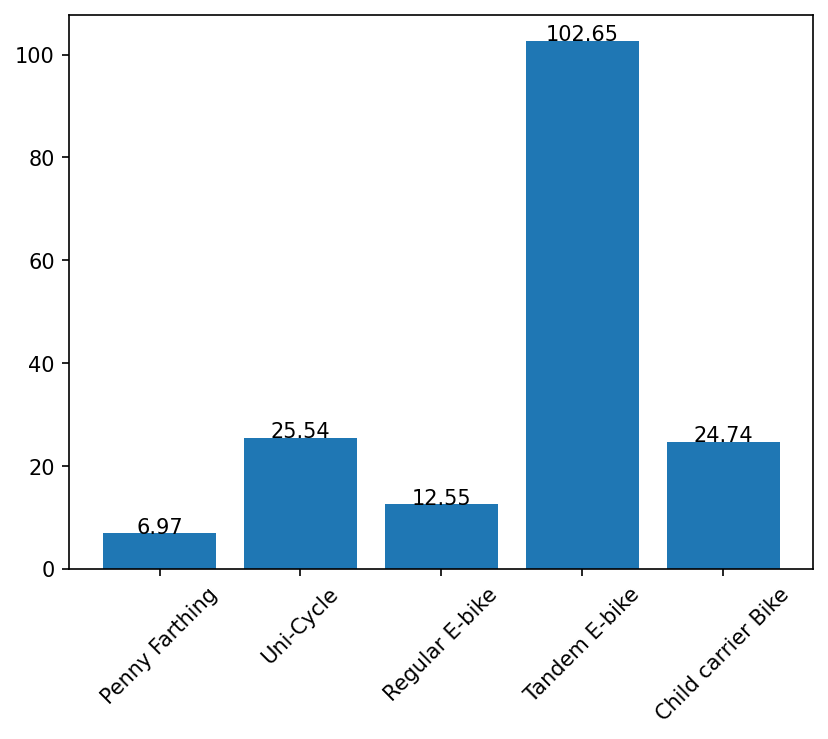 100
80
60
40
20
0
6.97
25.54
12.55
102.65
24.74
Penny Farthing
Uni-Cycle
Regular E-bike
Tandem E-bike
Child carrier Bike